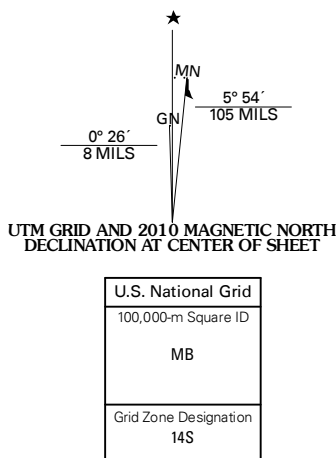 ★
MN
5° 54´
105 MILS
GN
0° 26´
8 MILS
UTM GRID AND 2010 MAGNETIC NORTH
DECLINATION AT CENTER OF SHEET
U.S. National Grid
100,000-m Square ID
MB
Grid Zone Designation
14S